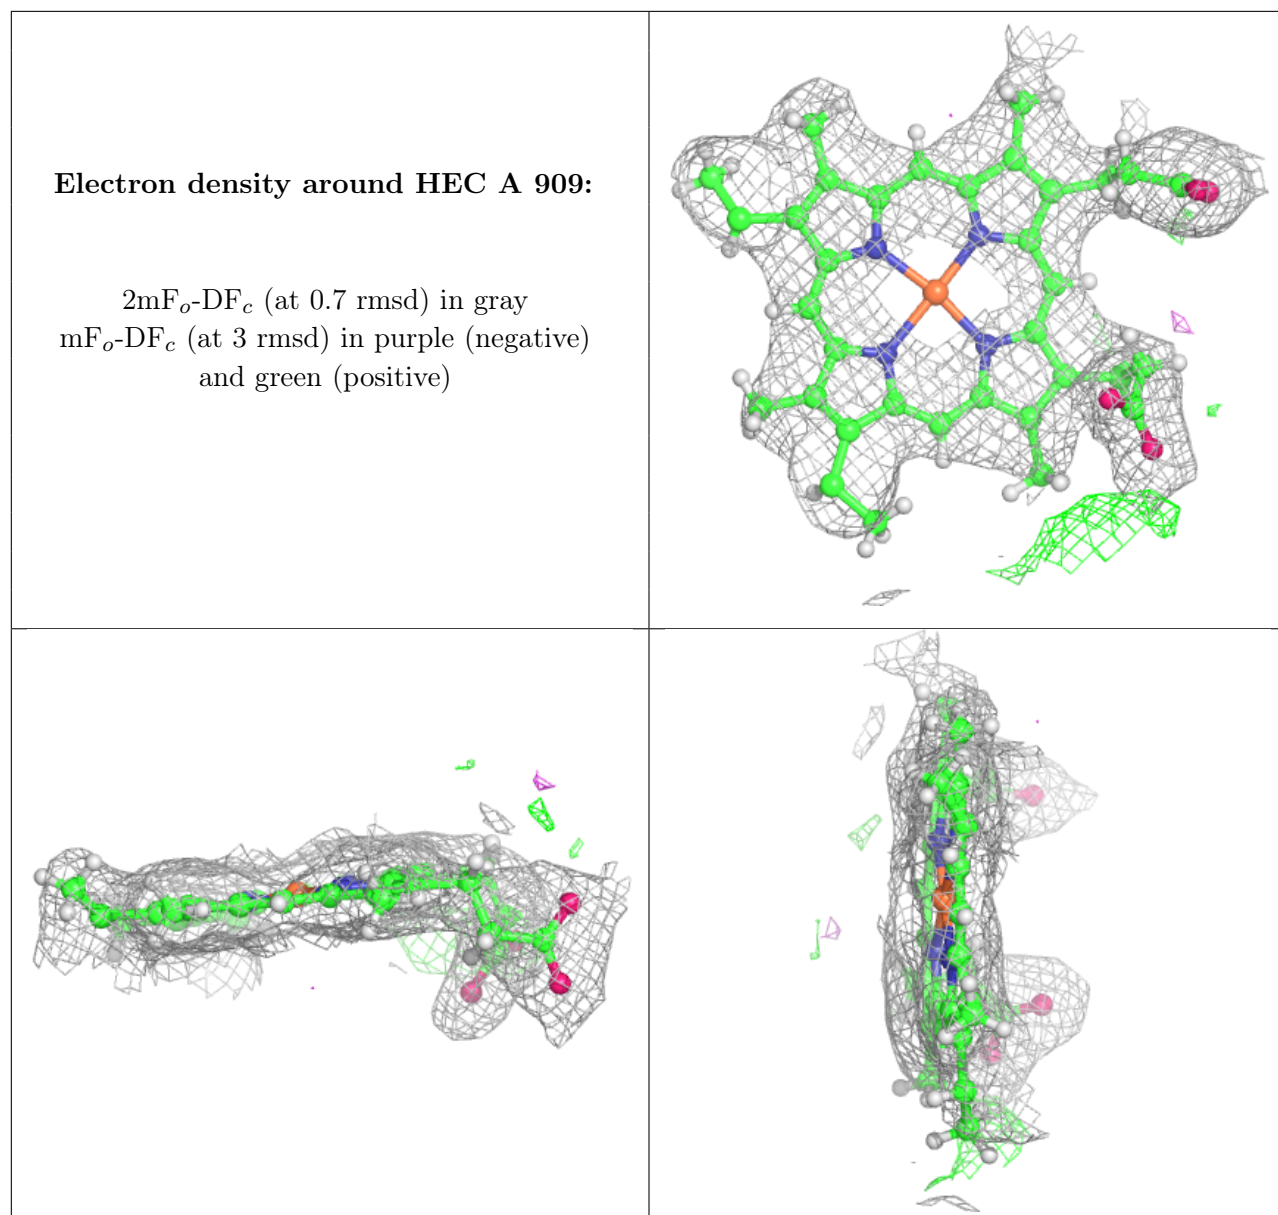 Electron density around HEC A 909:
2mFo-DFc (at 0.7 rmsd) in gray
mFo-DFc (at 3 rmsd) in purple (negative)
and green (positive)